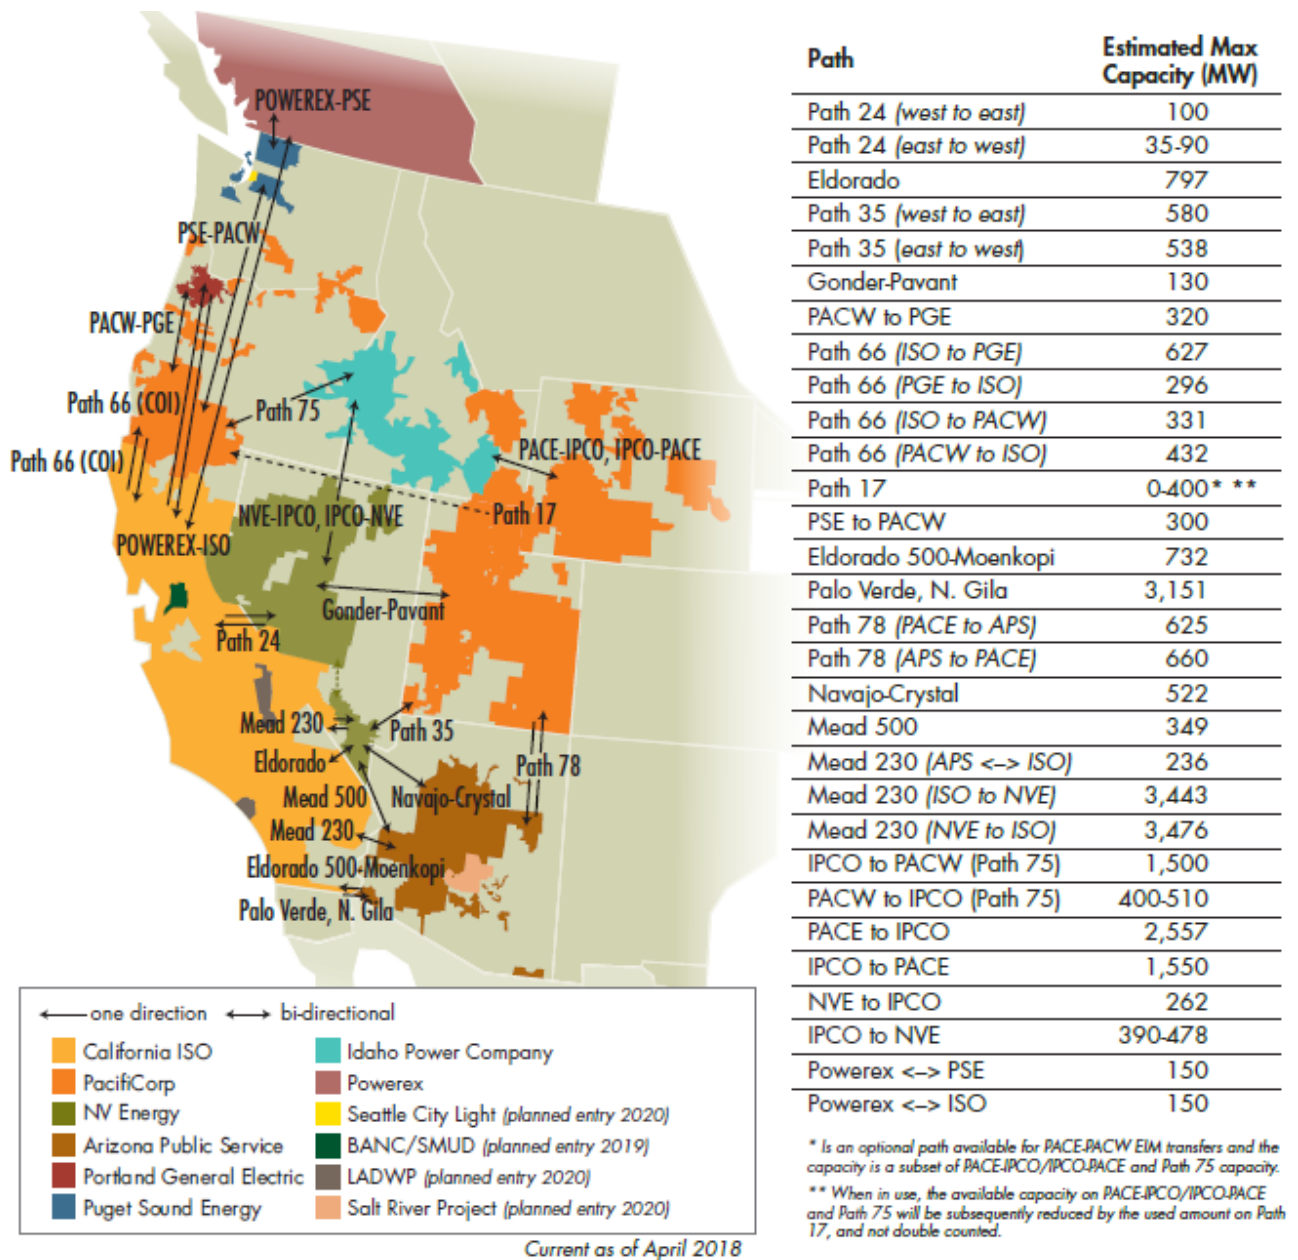 POWEREX-PSE
PSE-PACW
PACW-PGE
Path 66 (COI)
Path 75
Path 66 (COI)
PACE-IPCO, IPCO-PACE
NVE-IPCO, IPCO-NVE
Path 17
POWEREX-ISO
Gonder-Pavant
Path 24
Mead 230
Path 35
Eldorado
Path 78
Mead 500
Navajo-Crystal
Mead 230
Eldorado 500-Moenkopi
Palo Verde, N. Gila
one direction bi-directional
California ISO
PacifiCorp
NV Energy
Arizona Public Service
Portland General Electric
Puget Sound Energy
Idaho Power Company
Powerex
Seattle City Light (planned entry 2020)
BANC/SMUD (planned entry 2019)
LADWP (planned entry 2020)
Salt River Project (planned entry 2020)
Current as of April 2018
Path Estimated Max
Capacity (MW)
Path 24 (west to east) 100
Path 24 (east to west) 35-90
Eldorado 797
Path 35 (west to east) 580
Path 35 (east to west) 538
Gonder-Pavant 130
PACW to PGE 320
Path 66 (ISO to PGE) 627
Path 66 (PGE to ISO) 296
Path 66 (ISO to PACW) 331
Path 66 (PACW to ISO) 432
Path 17 0-400* **
PSE to PACW 300
Eldorado 500-Moenkopi 732
Palo Verde, N. Gila 3,151
Path 78 (PACE to APS) 625
Path 78 (APS to PACE) 660
Navajo-Crystal 522
Mead 500 349
Mead 230 (APS <–> ISO) 236
Mead 230 (ISO to NVE) 3,443
Mead 230 (NVE to ISO) 3,476
IPCO to PACW (Path 75) 1,500
PACW to IPCO (Path 75) 400-510
PACE to IPCO 2,557
IPCO to PACE 1,550
NVE to IPCO 262
IPCO to NVE 390-478
Powerex <–> PSE 150
Powerex <–> ISO 150
* Is an optional path available for PACE-PACW EIM transfers and the
capacity is a subset of PACE-IPCO/IPCO-PACE and Path 75 capacity.
** When in use, the available capacity on PACE-IPCO/IPCO-PACE
and Path 75 will be subsequently reduced by the used amount on Path
17, and not double counted.